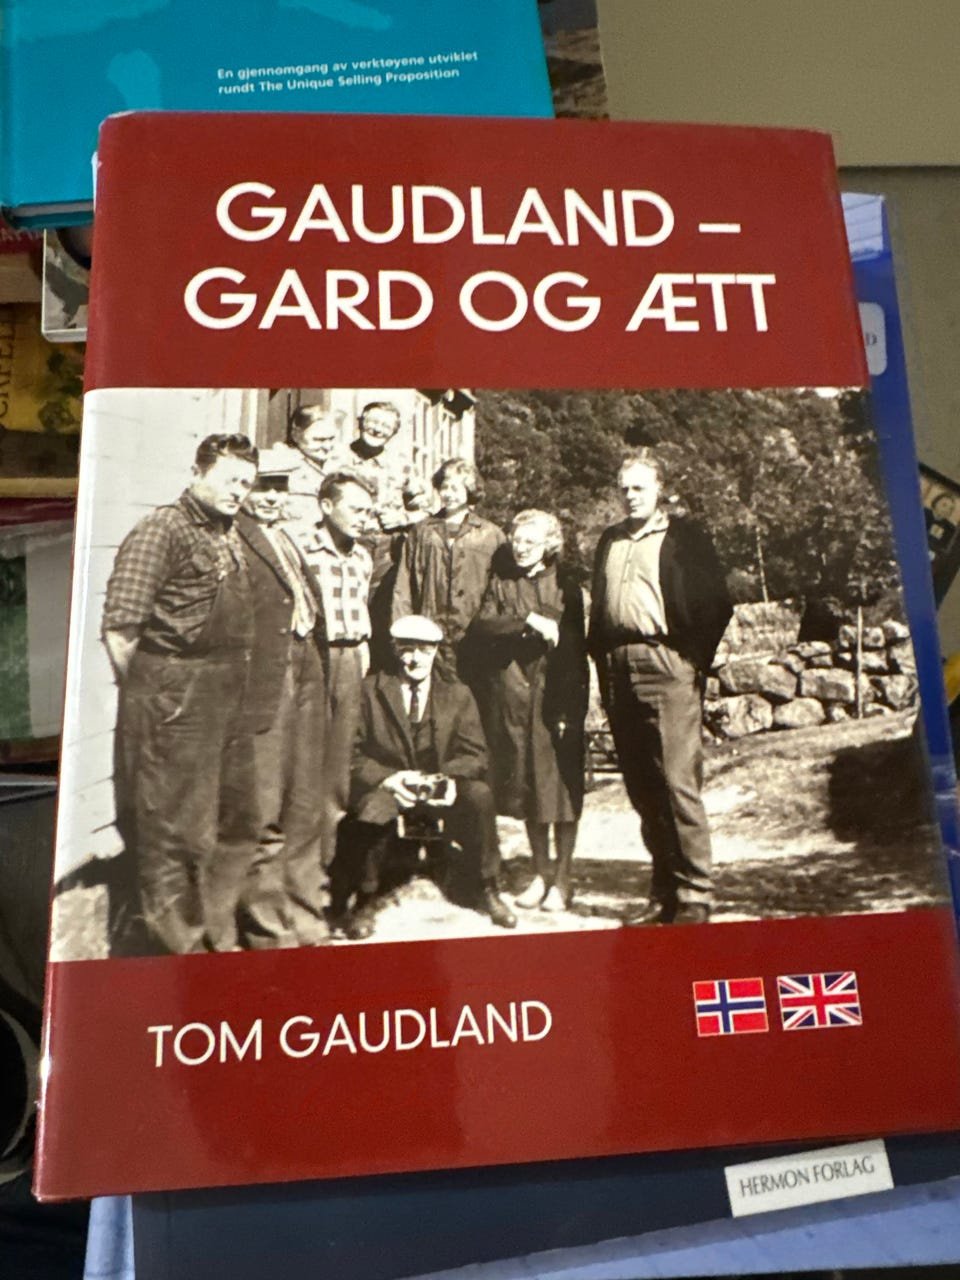 En gjennomgang av verktøyene utviklet
rundt The Unique Selling Proposition
GAUDLAND –
GARD OG ÆTT
TOM GAUDLAND
HERMON FORLAG